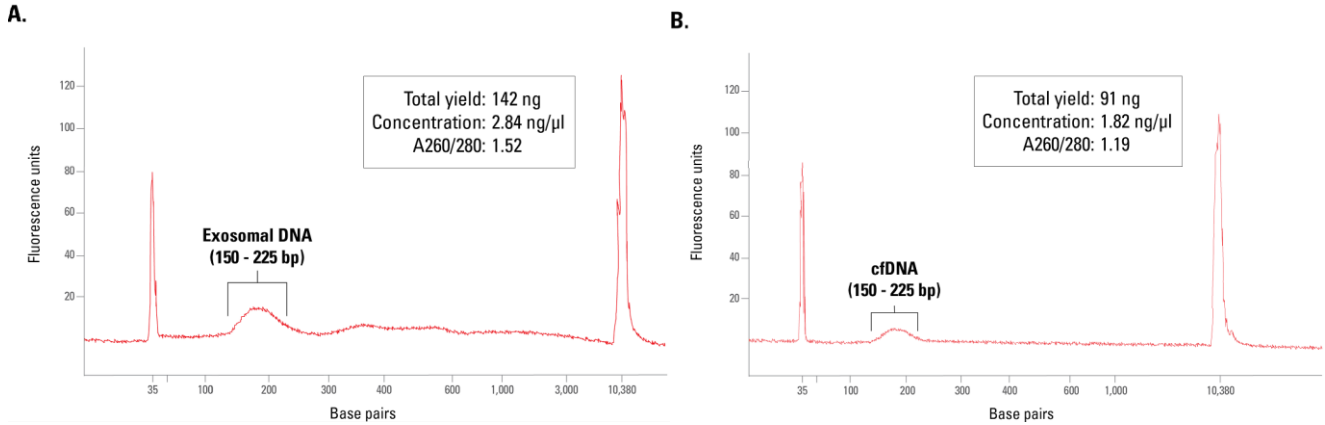 A.
Fluorescence units
120
100
80
60
40
20
Total yield: 142 ng
Concentration: 2.84 ng/µl
A260/280: 1.52
Exosomal DNA
(150 - 225 bp)
35 100 200 300 400 600 1,000 3,000 10,380
Base pairs
B.
Fluorescence units
120
100
80
60
40
20
Total yield: 91 ng
Concentration: 1.82 ng/µl
A260/280: 1.19
cfDNA
(150 - 225 bp)
35 100 200 300 400 600 1,000 10,380
Base pairs